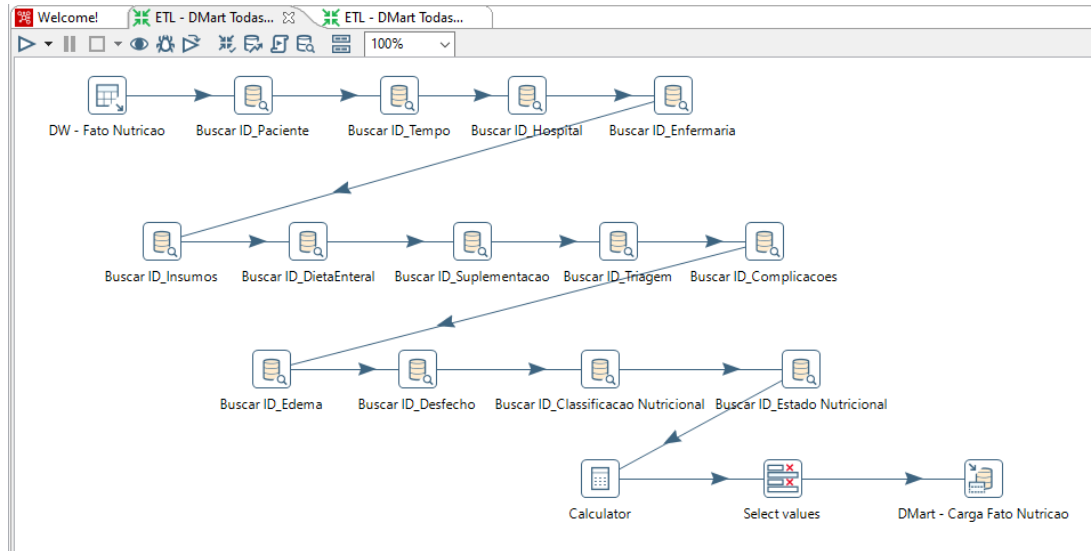 Welcome!
ETL - DMart Todas...
ETL - DMart Todas...
100%
DW - Fato Nutricao
Buscar ID_Paciente
Buscar ID_Tempo
Buscar ID_Hospital
Buscar ID_Enfermaria
Buscar ID_Insumos
Buscar ID_DietaEnteral
Buscar ID_Suplementacao
Buscar ID_Triagem
Buscar ID_Complicacoes
Buscar ID_Edema
Buscar ID_Desfecho
Buscar ID_Classificacao Nutricional
Buscar ID_Estado Nutricional
Calculator
Select values
DMart - Carga Fato Nutricao